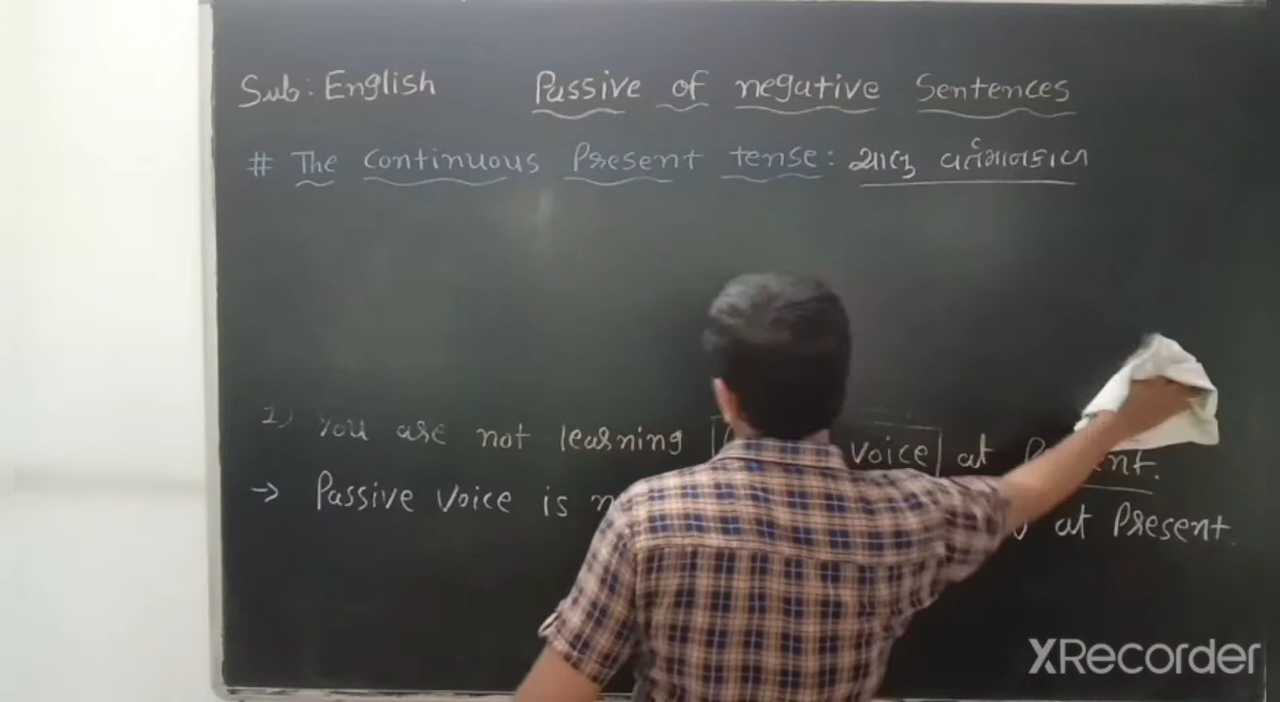 Sub: English Passive of negative Sentences
# The Continuous Present tense: ચાલુ વર્તમાનકાળ
1) You are not learning voice at
→ Passive voice is at Present.
XRecorder